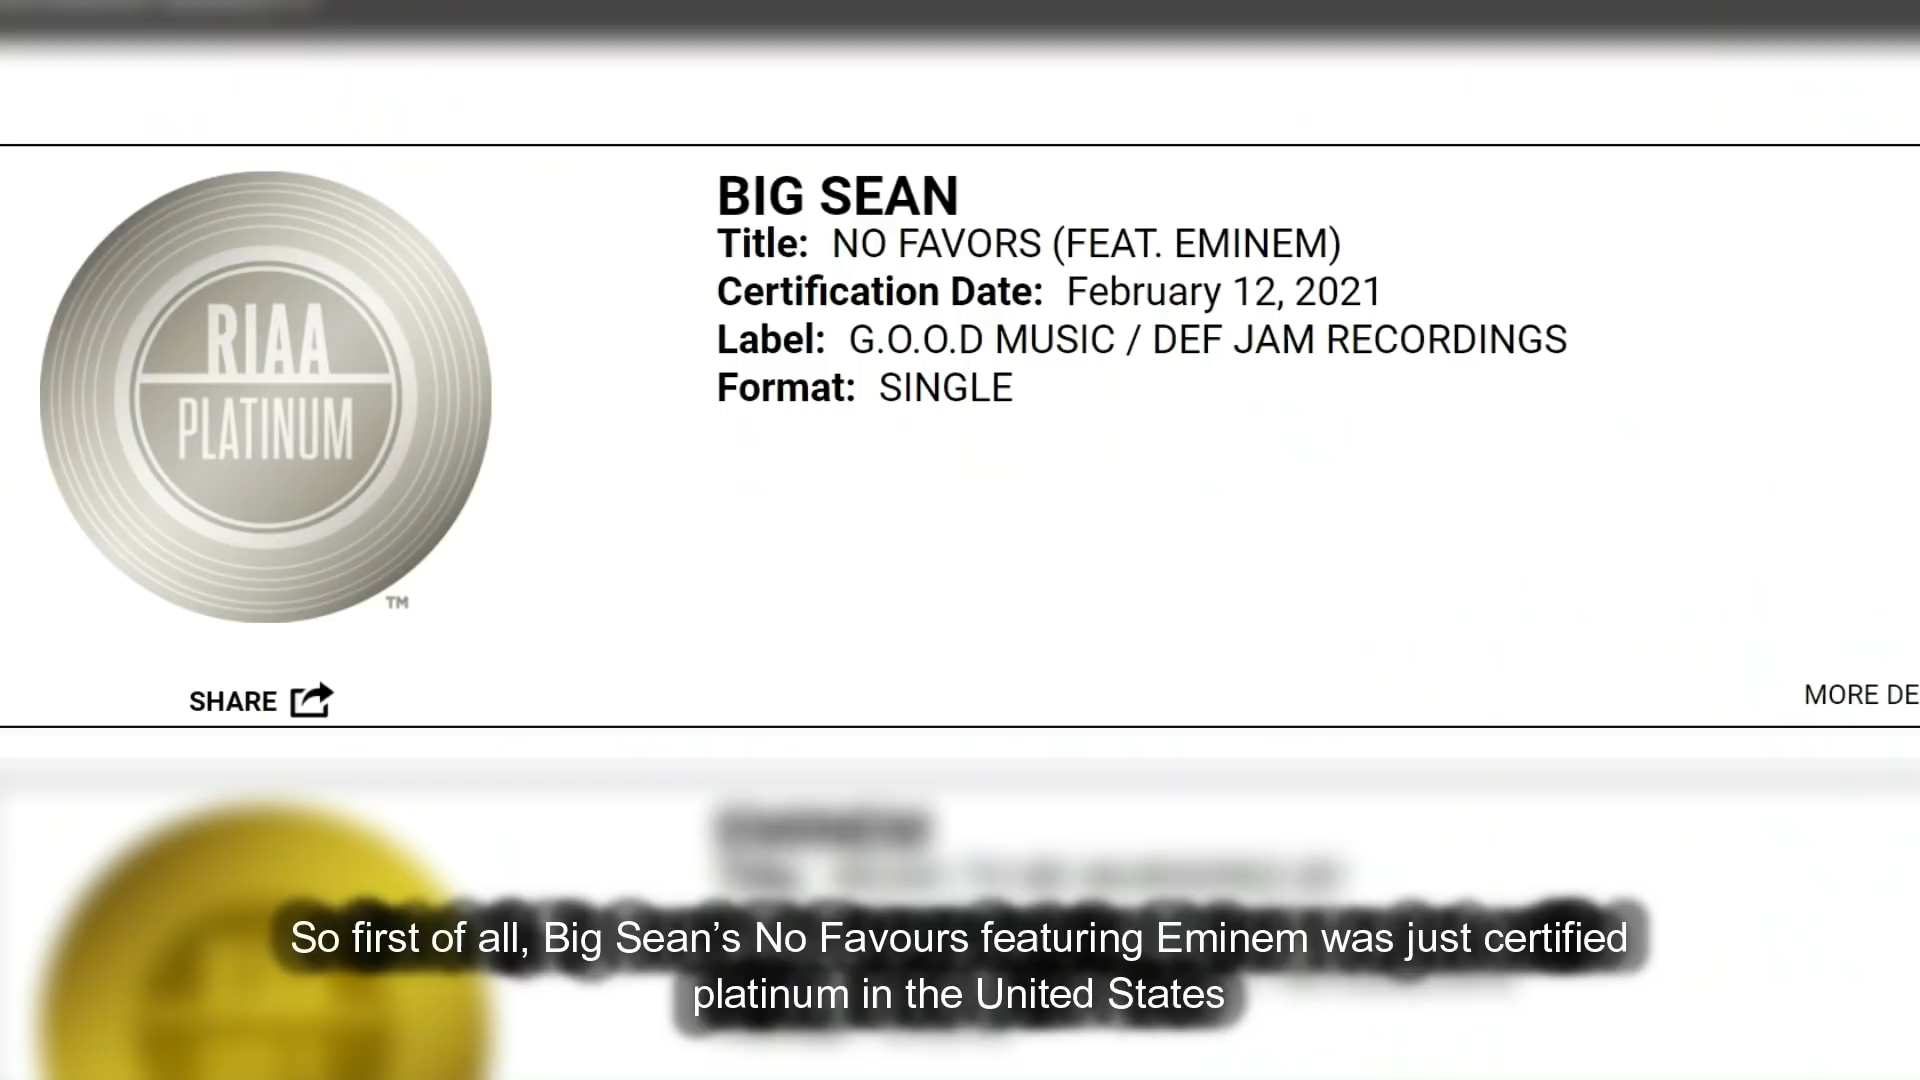 RIAA
PLATINUM
TM
BIG SEAN
Title: NO FAVORS (FEAT. EMINEM)
Certification Date: February 12, 2021
Label: G.O.O.D MUSIC / DEF JAM RECORDINGS
Format: SINGLE
SHARE
MORE DE
So first of all, Big Sean’s No Favours featuring Eminem was just certified
platinum in the United States